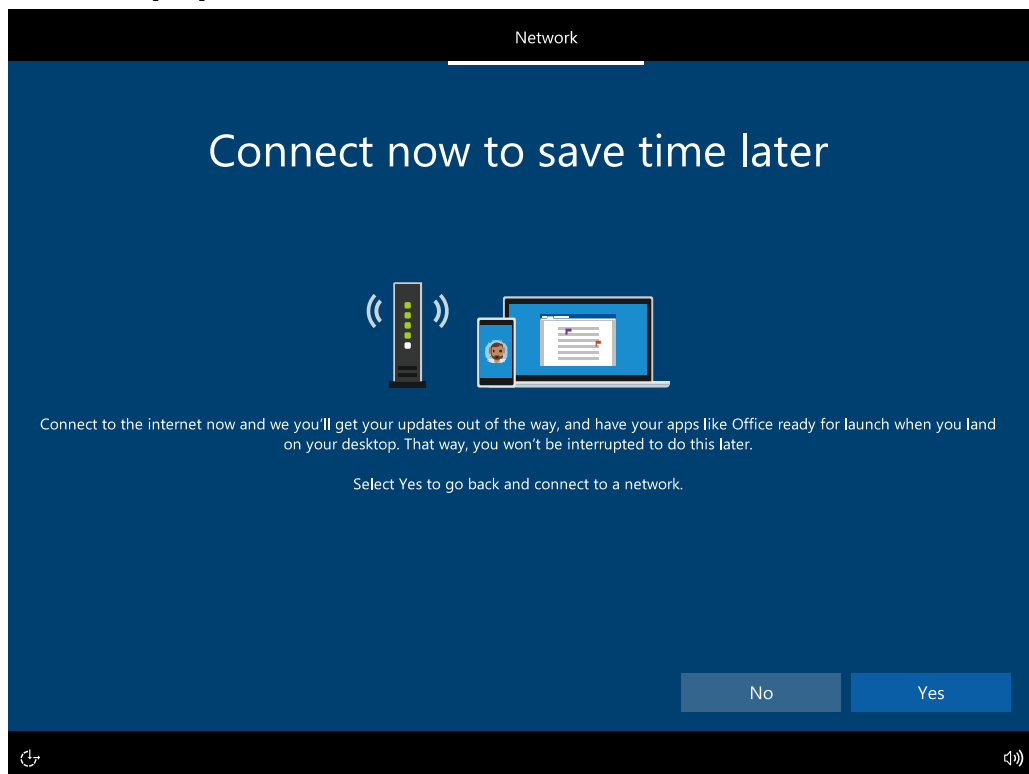 Network
Connect now to save time later
Connect to the internet now and we you'll get your updates out of the way, and have your apps like Office ready for launch when you land
on your desktop. That way, you won't be interrupted to do this later.
Select Yes to go back and connect to a network.
No
Yes